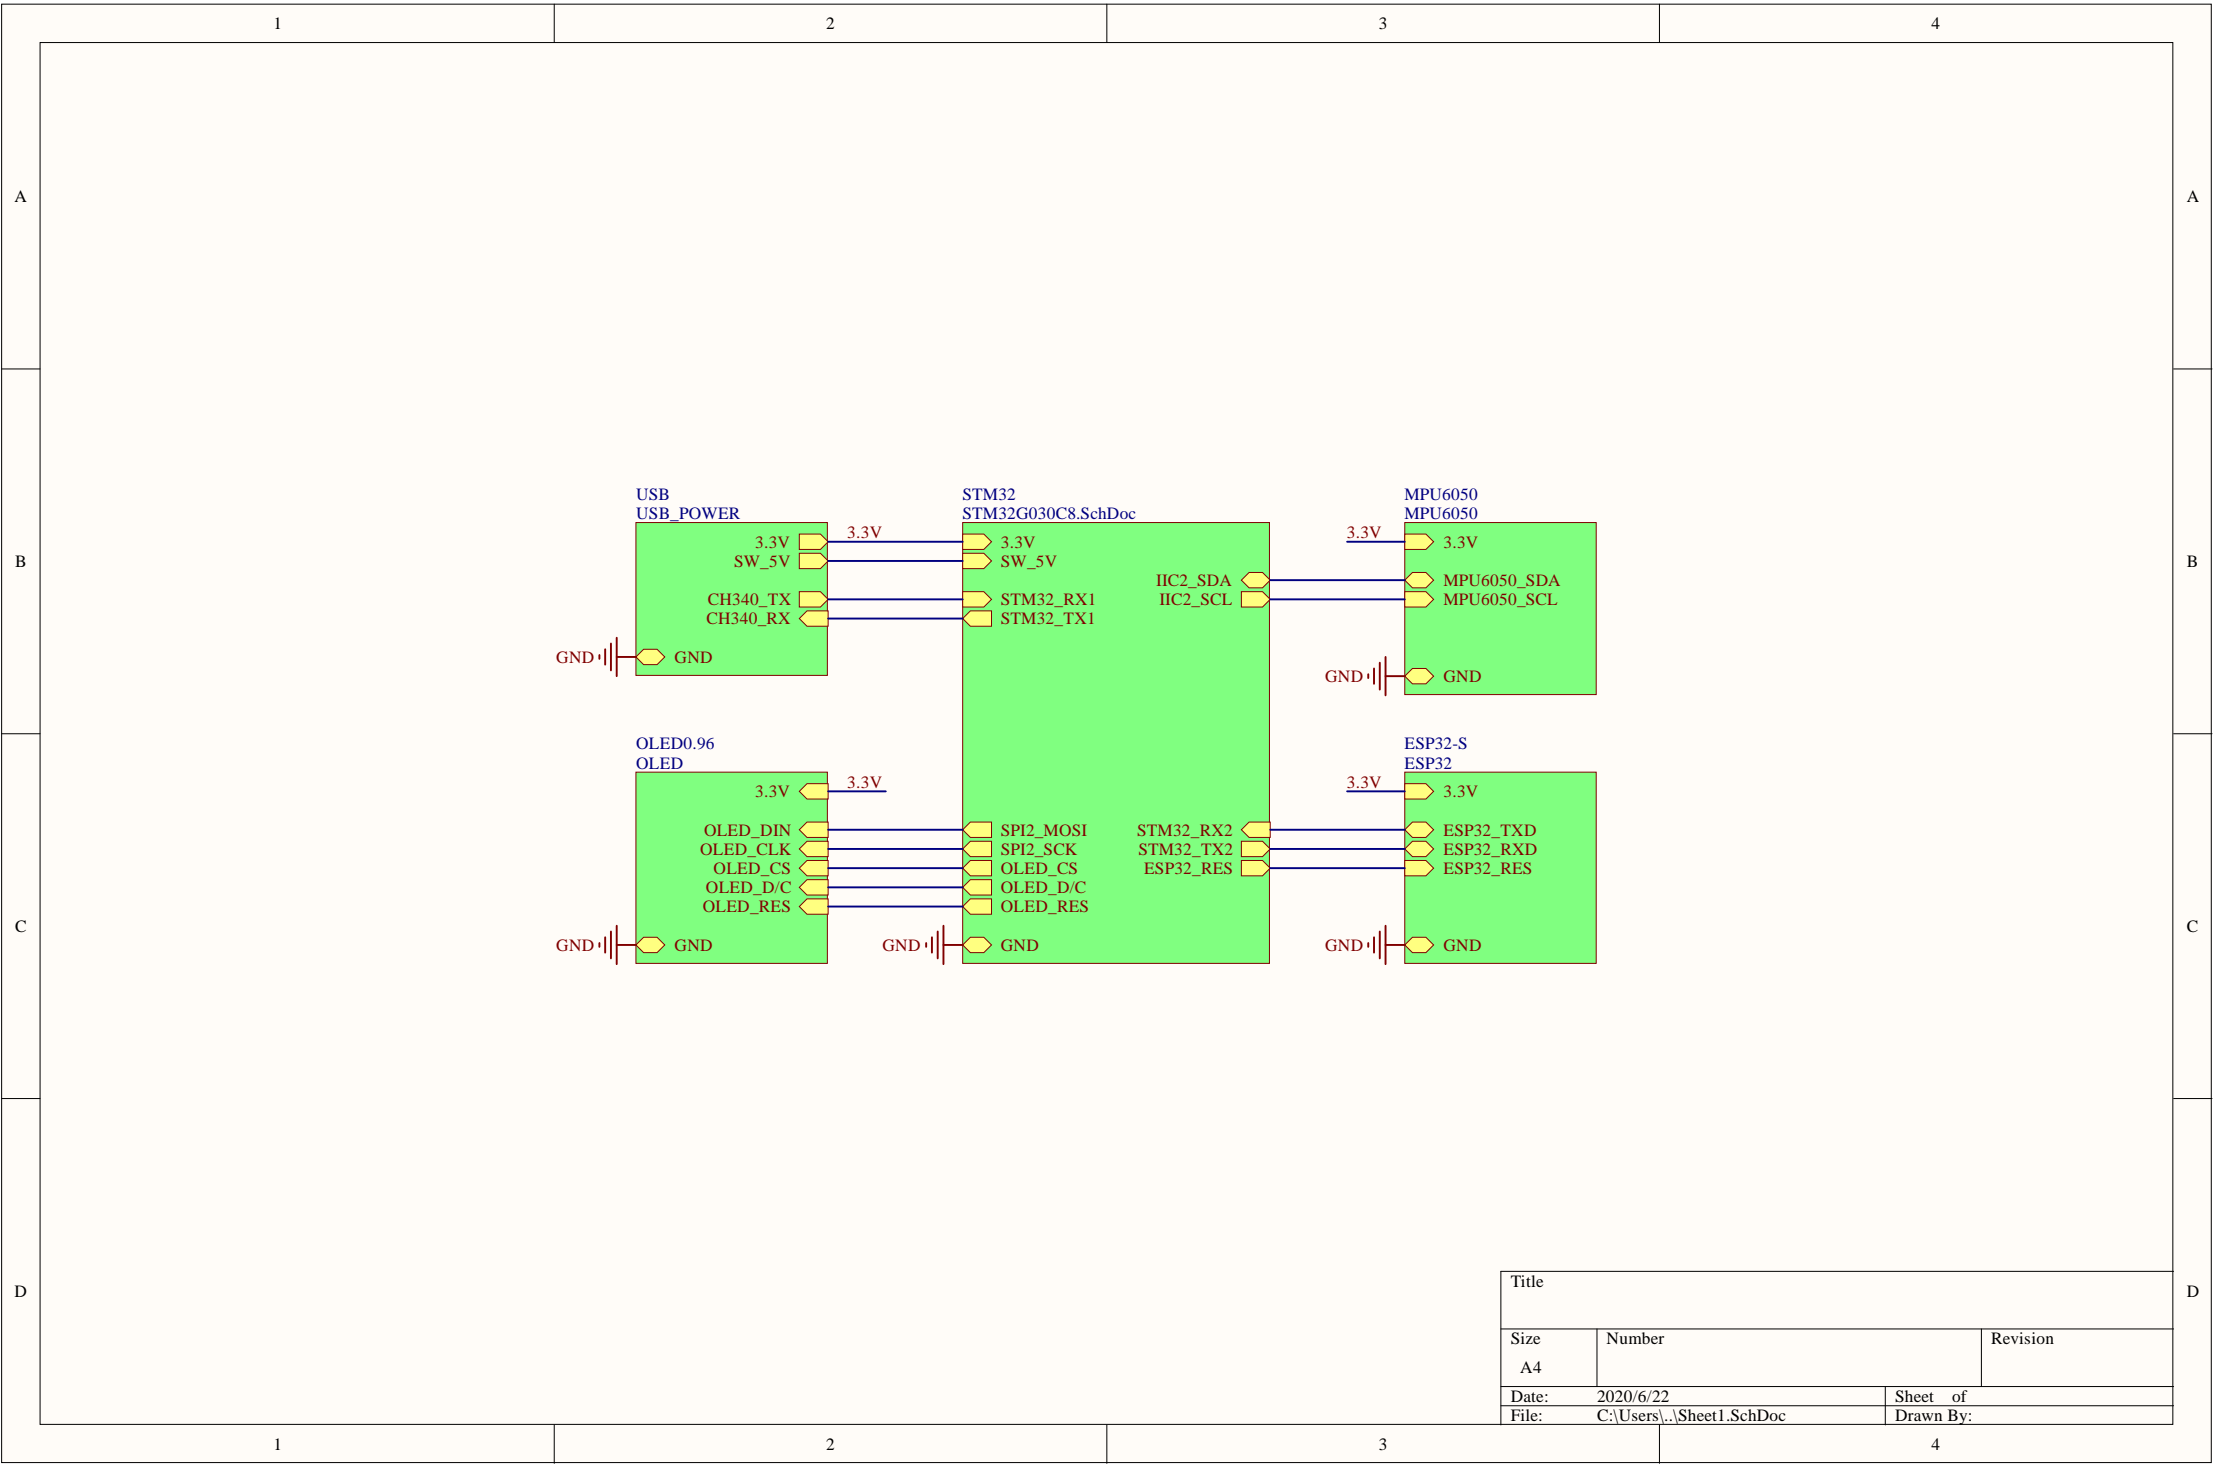 1 2 3 4
A A
USB STM32 MPU6050
USB_POWER STM32G030C8.SchDoc MPU6050
3.3V 3.3V 3.3V 3.3V 3.3V
SW_5V SW_5V
B B
IIC2_SDA MPU6050_SDA
CH340_TX STM32_RX1 IIC2_SCL MPU6050_SCL
CH340_RX STM32_TX1
GND GND
GND GND
OLED0.96 ESP32-S
OLED ESP32
3.3V 3.3V 3.3V 3.3V
OLED_DIN SPI2_MOSI STM32_RX2 ESP32_TXD
OLED_CLK SPI2_SCK STM32_TX2 ESP32_RXD
OLED_CS OLED_CS ESP32_RES ESP32_RES
OLED_D/C OLED_D/C
OLED_RES OLED_RES
C C
GND GND GND GND GND GND
Title
D D
Size Number Revision
A4
Date: 2020/6/22 Sheet of
File: C:\Users\..\Sheet1.SchDoc Drawn By:
1 2 3 4